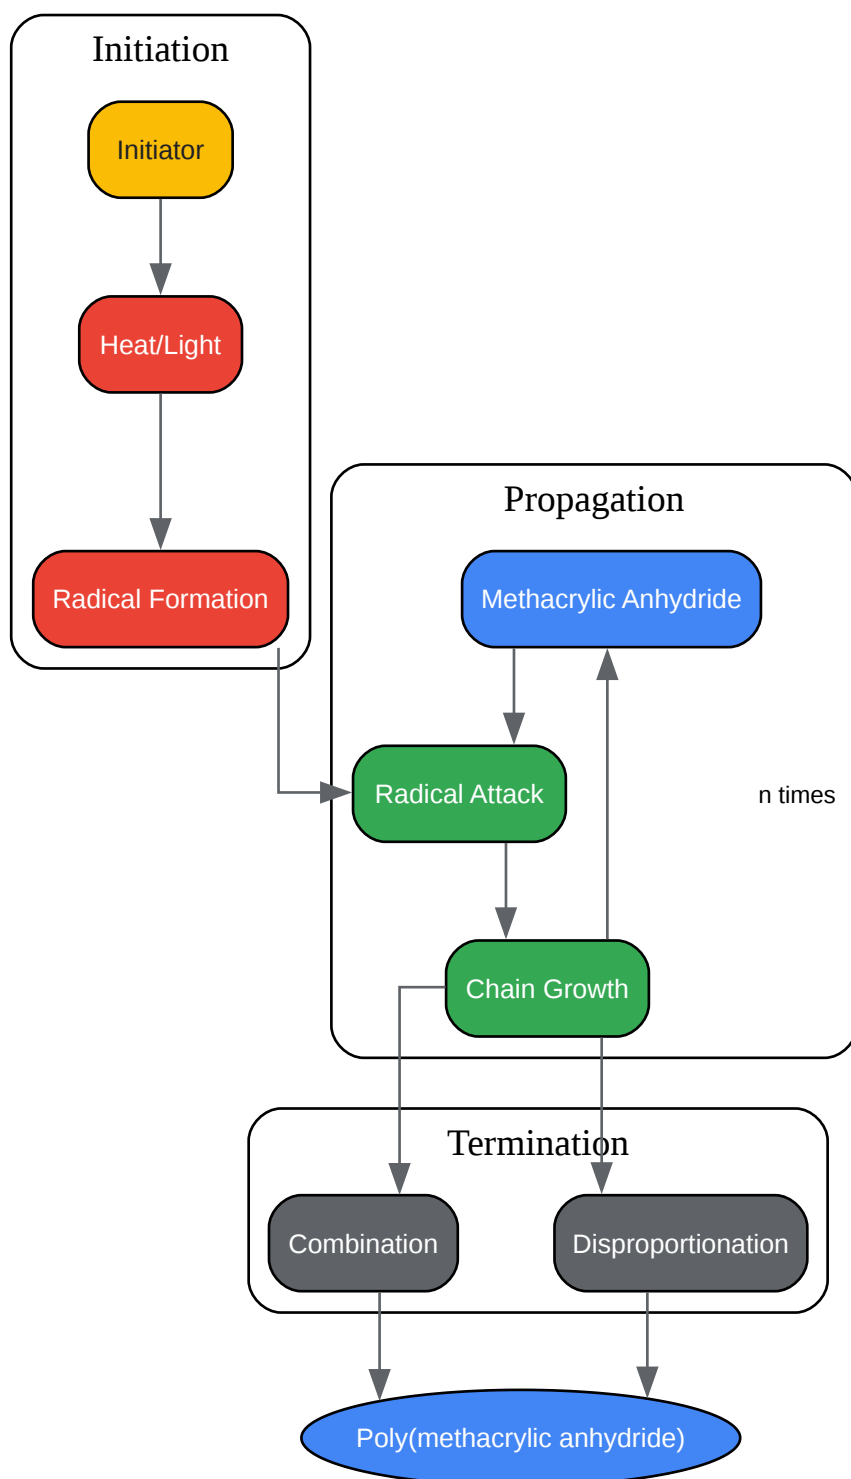 Initiation
Initiator
Heat/Light
Radical Formation
Propagation
Methacrylic Anhydride
Radical Attack
n times
Chain Growth
Termination
Combination
Disproportionation
Poly(methacrylic anhydride)